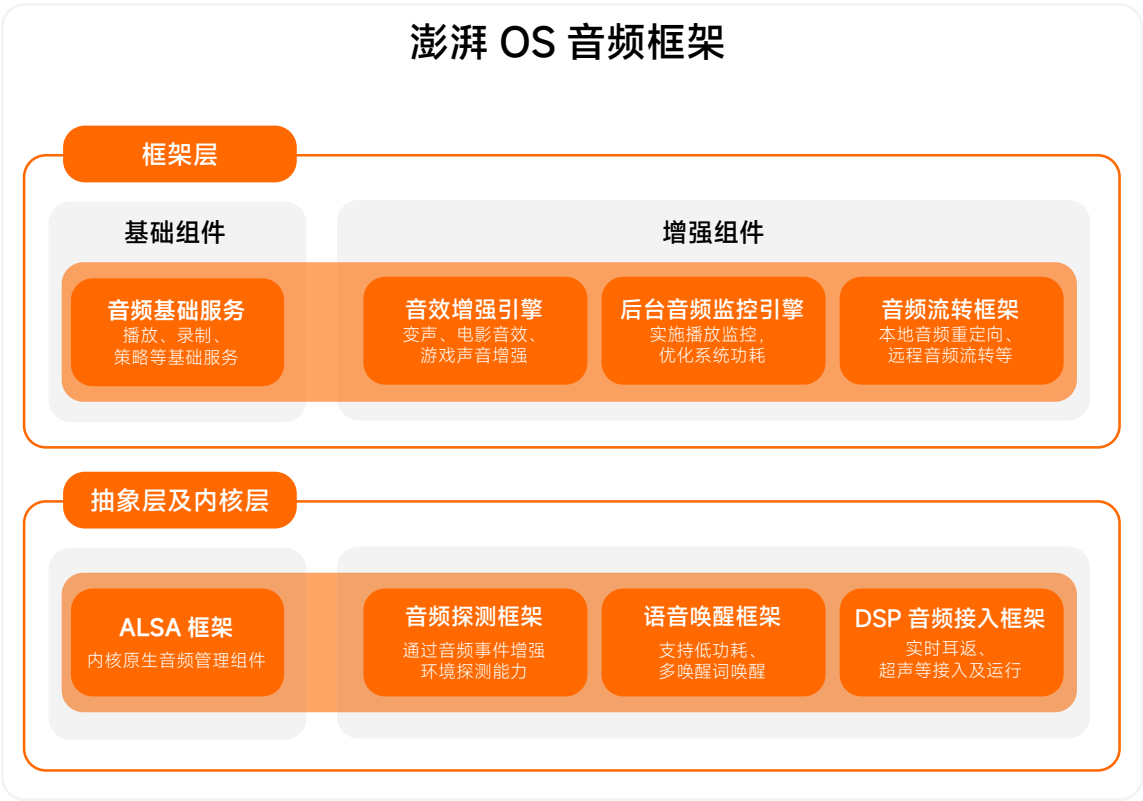 澎湃 OS 音频框架
框架层
基础组件
增强组件
音频基础服务
播放、录制、
策略等基础服务
音效增强引擎
变声、电影音效、
游戏声音增强
后台音频监控引擎
实施播放监控,
优化系统功耗
音频流转框架
本地音频重定向、
远程音频流转等
抽象层及内核层
ALSA 框架
内核原生音频管理组件
音频探测框架
通过音频事件增强
环境探测能力
语音唤醒框架
支持低功耗、
多唤醒词唤醒
DSP 音频接入框架
实时耳返、
超声等接入及运行